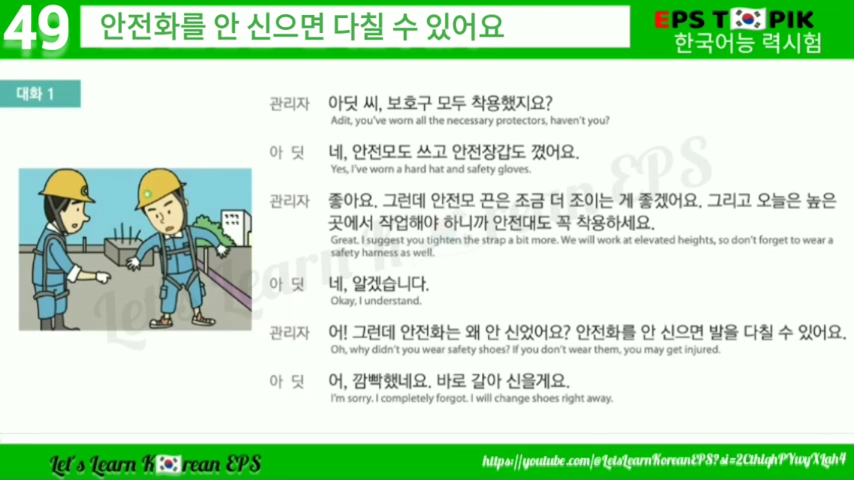 49 안전화를 안 신으면 다칠 수 있어요
EPS TOPIK
한국어능 력시험
대화 1
관리자 아딧 씨, 보호구 모두 착용했지요?
Adit, you've worn all the necessary protectors, haven't you?
아 딧 네, 안전모도 쓰고 안전장갑도 꼈어요.
Yes, I've worn a hard hat and safety gloves.
관리자 좋아요. 그런데 안전모 끈은 조금 더 조이는 게 좋겠어요. 그리고 오늘은 높은
곳에서 작업해야 하니까 안전대도 꼭 착용하세요.
Great. I suggest you tighten the strap a bit more. We will work at elevated heights, so don't forget to wear a
safety harness as well.
아 딧 네, 알겠습니다.
Okay, I understand.
관리자 어! 그런데 안전화는 왜 안 신었어요? 안전화를 안 신으면 발을 다칠 수 있어요.
Oh, why didn't you wear safety shoes? If you don't wear them, you may get injured.
아 딧 어, 깜빡했네요. 바로 갈아 신을게요.
I'm sorry. I completely forgot. I will change shoes right away.
Let's Learn Korean EPS
Let's Learn Korean EPS